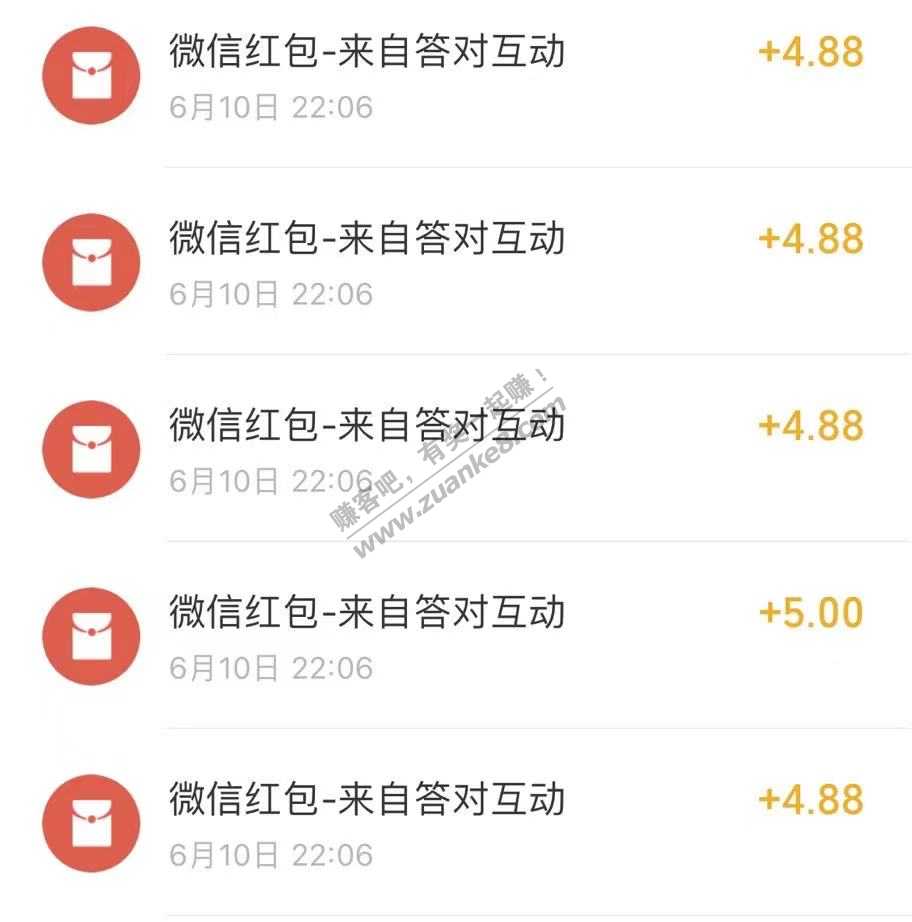 微信红包-来自答对互动
+4.88
6月10日 22:06
微信红包-来自答对互动
+4.88
6月10日 22:06
微信红包-来自答对互动
+4.88
6月10日 22:06
赚客吧，有奖一起赚！
www.zuanke8.com
微信红包-来自答对互动
+5.00
6月10日 22:06
微信红包-来自答对互动
+4.88
6月10日 22:06